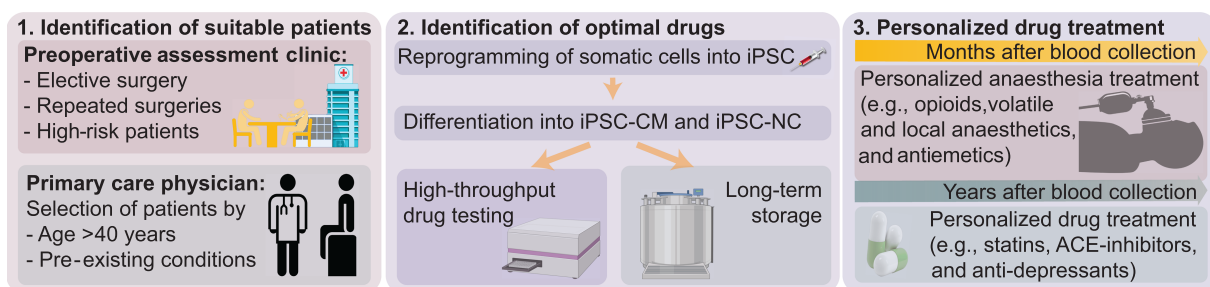 1. Identification of suitable patients
Preoperative assessment clinic:
- Elective surgery
- Repeated surgeries
- High-risk patients
Primary care physician:
Selection of patients by
- Age >40 years
- Pre-existing conditions
2. Identification of optimal drugs
Reprogramming of somatic cells into iPSC
Differentiation into iPSC-CM and iPSC-NC
High-throughput
drug testing
Long-term
storage
3. Personalized drug treatment
Months after blood collection
Personalized anaesthesia treatment
(e.g., opioids,volatile
and local anaesthetics,
and antiemetics)
Years after blood collection
Personalized drug treatment
(e.g., statins, ACE-inhibitors,
and anti-depressants)